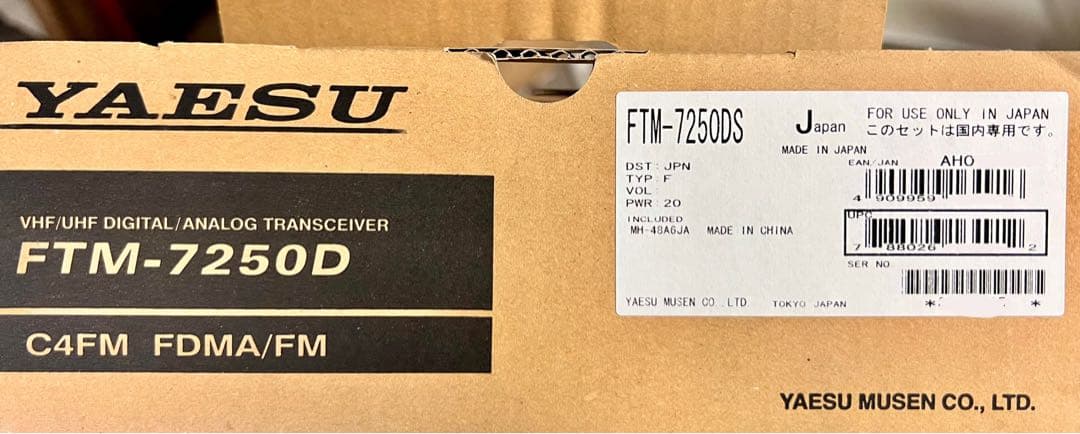 YAESU
VHF/UHF DIGITAL/ANALOG TRANSCEIVER
FTM-7250D
C4FM FDMA/FM
FTM-7250DS
Japan
FOR USE ONLY IN JAPAN
このセットは国内専用です。
MADE IN JAPAN
DST: JPN
TYP: F
VOL:
PWR: 20
INCLUDED
MH-48A6JA MADE IN CHINA
EAN/JAN AHO
4 909959
UPC
7 88026 2
SER NO.
* *
YAESU MUSEN CO., LTD. TOKYO JAPAN
YAESU MUSEN CO., LTD.